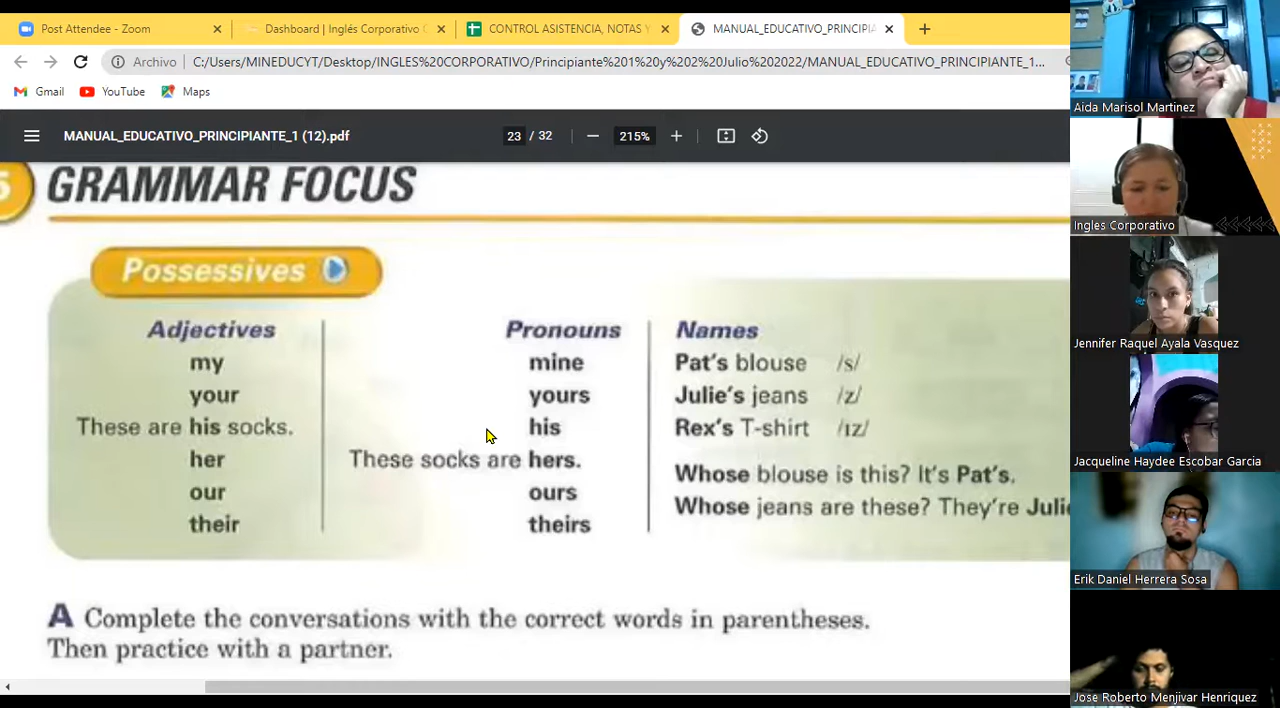 Post Attendee - Zoom
Dashboard | Inglés Corporativo
CONTROL ASISTENCIA, NOTAS Y
MANUAL_EDUCATIVO_PRINCIPIA
Archivo
C:/Users/MINEDUCYT/Desktop/INGLES%20CORPORATIVO/Principiante%201%20y%202%20Julio%202022/MANUAL_EDUCATIVO_PRINCIPIANTE_1...
Gmail
YouTube
Maps
MANUAL_EDUCATIVO_PRINCIPIANTE_1 (12).pdf
23 / 32
215%
5 GRAMMAR FOCUS
Possessives
Adjectives
my
your
These are his socks.
her
our
their
Pronouns
mine
yours
his
These socks are hers.
ours
theirs
Names
Pat's blouse /s/
Julie's jeans /z/
Rex's T-shirt /ɪz/
Whose blouse is this? It's Pat's.
Whose jeans are these? They're Julie
A Complete the conversations with the correct words in parentheses.
Then practice with a partner.
Aida Marisol Martinez
Ingles Corporativo
Jennifer Raquel Ayala Vasquez
Jacqueline Haydee Escobar Garcia
Erik Daniel Herrera Sosa
Jose Roberto Menjivar Henriquez